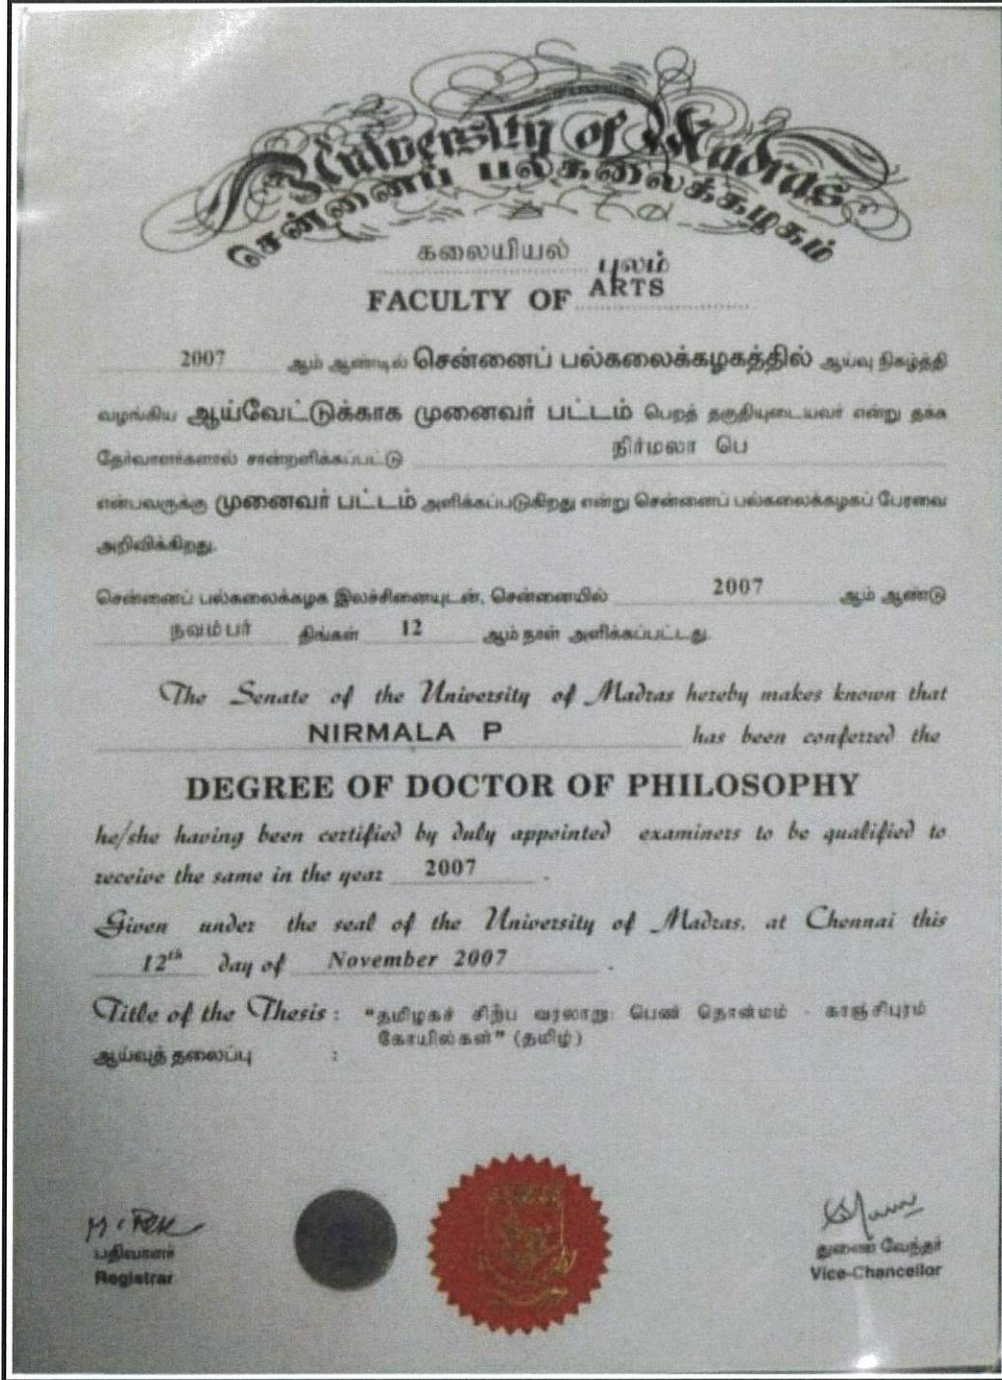 University of Madras
சென்னைப் பல்கலைக்கழகம்
கலையியல் புலம்
FACULTY OF ARTS
2007 ஆம் ஆண்டில் சென்னைப் பல்கலைக்கழகத்தில் ஆய்வு நிகழ்த்தி
வழங்கிய ஆய்வேட்டுக்காக முனைவர் பட்டம் பெறத் தகுதியுடையவர் என்று தக்க
தேர்வாளர்களால் சான்றளிக்கப்பட்டு நிர்மலா பெ
என்பவருக்கு முனைவர் பட்டம் அளிக்கப்படுகிறது என்று சென்னைப் பல்கலைக்கழகப் பேரவை
அறிவிக்கிறது.
சென்னைப் பல்கலைக்கழக இலச்சினையுடன், சென்னையில் 2007 ஆம் ஆண்டு
நவம்பர் திங்கள் 12 ஆம் நாள் அளிக்கப்பட்டது.
The Senate of the University of Madras hereby makes known that
NIRMALA P has been conferred the
DEGREE OF DOCTOR OF PHILOSOPHY
he/she having been certified by duly appointed examiners to be qualified to
receive the same in the year 2007 .
Given under the seal of the University of Madras, at Chennai this
12th day of November 2007 .
Title of the Thesis : "தமிழகச் சிற்ப வரலாறு: பெண் தொன்மம் - காஞ்சிபுரம்
கோயில்கள்" (தமிழ்)
ஆய்வுத் தலைப்பு :
பதிவாளர்
Registrar
துணை வேந்தர்
Vice-Chancellor